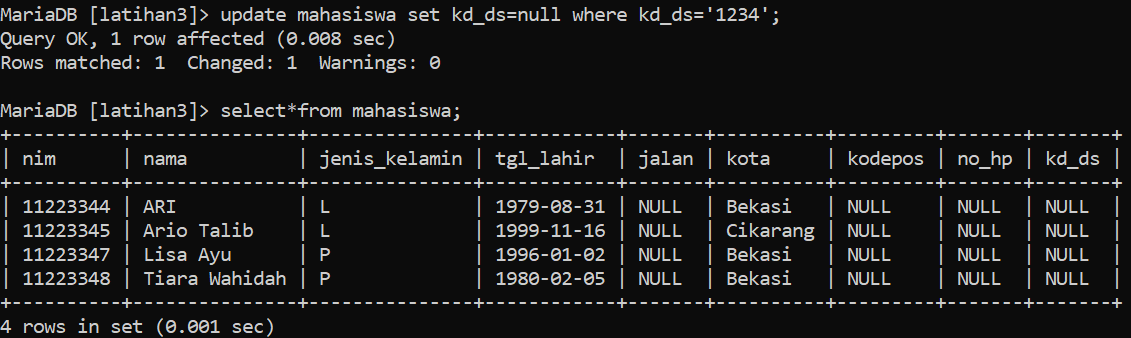 MariaDB [latihan3]> update mahasiswa set kd_ds=null where kd_ds='1234';
Query OK, 1 row affected (0.008 sec)
Rows matched: 1  Changed: 1  Warnings: 0

MariaDB [latihan3]> select*from mahasiswa;
+----------+---------------+---------------+------------+-------+----------+---------+-------+-------+
| nim      | nama          | jenis_kelamin | tgl_lahir  | jalan | kota     | kodepos | no_hp | kd_ds |
+----------+---------------+---------------+------------+-------+----------+---------+-------+-------+
| 11223344 | ARI           | L             | 1979-08-31 | NULL  | Bekasi   | NULL    | NULL  | NULL  |
| 11223345 | Ario Talib    | L             | 1999-11-16 | NULL  | Cikarang | NULL    | NULL  | NULL  |
| 11223347 | Lisa Ayu      | P             | 1996-01-02 | NULL  | Bekasi   | NULL    | NULL  | NULL  |
| 11223348 | Tiara Wahidah | P             | 1980-02-05 | NULL  | Bekasi   | NULL    | NULL  | NULL  |
+----------+---------------+---------------+------------+-------+----------+---------+-------+-------+
4 rows in set (0.001 sec)